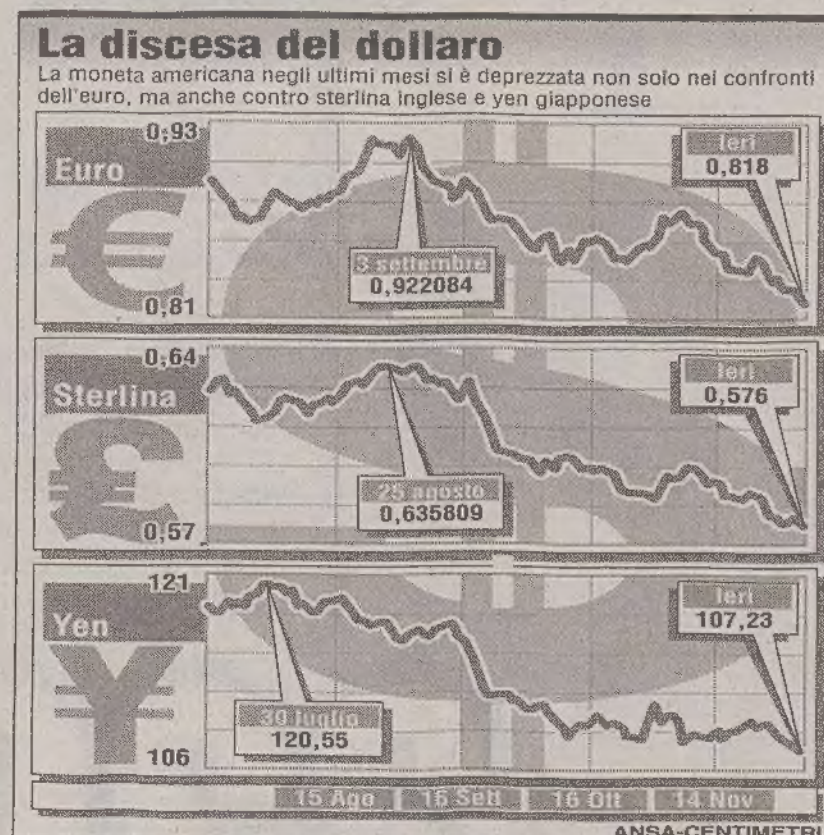 La discesa del dollaro
La moneta americana negli ultimi mesi si è deprezzata non solo nei confronti
dell'euro, ma anche contro sterlina inglese e yen giapponese
0,93
Euro
€
0,81
3 settembre
0,922084
Ieri
0,818
0,64
Sterlina
£
0,57
25 agosto
0,635809
Ieri
0,576
121
Yen
¥
106
30 luglio
120,55
Ieri
107,23
15 Ago 16 Sett 16 Ott 14 Nov
ANSA-CENTIMETRI